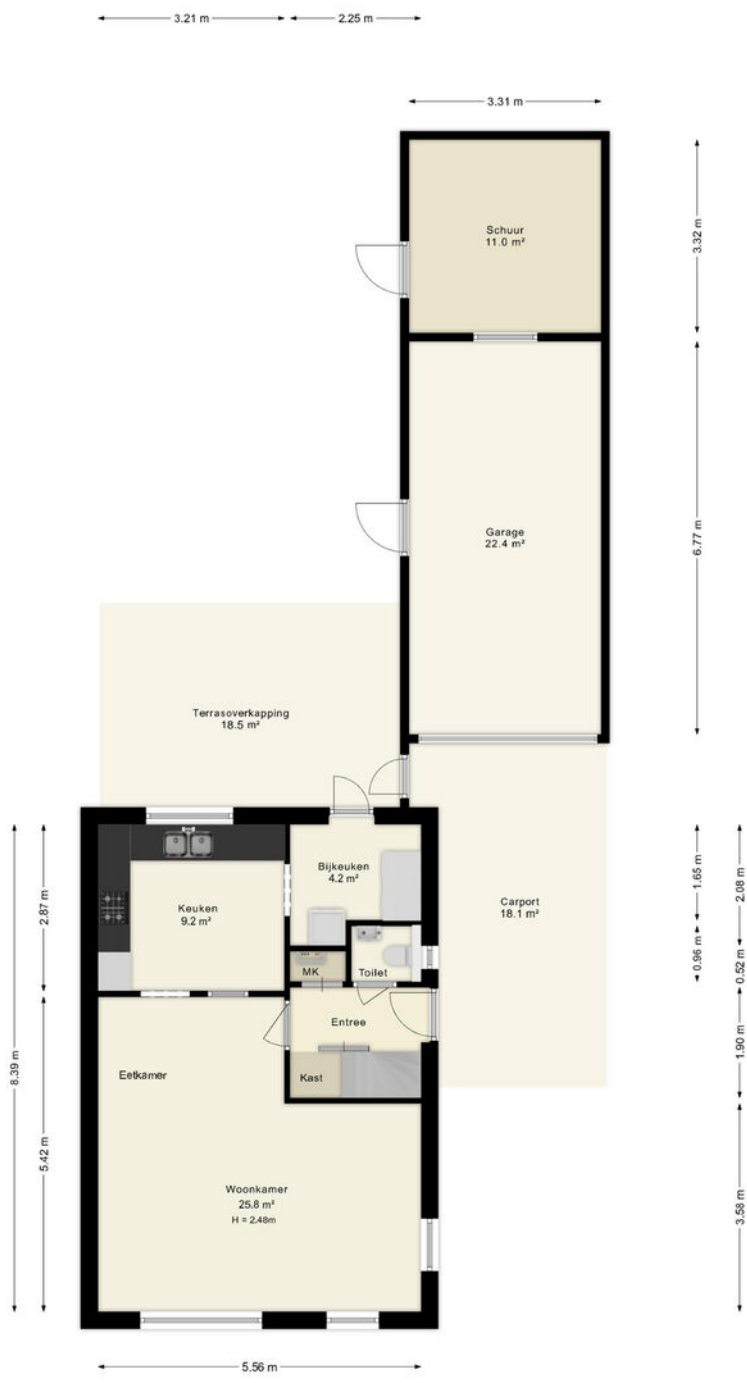 3.21 m
2.25 m
3.31 m
Schuur
11.0 m²
3.32 m
Garage
22.4 m²
6.77 m
Terrasoverkapping
18.5 m²
Bijkeuken
4.2 m²
Keuken
9.2 m²
Carport
18.1 m²
2.87 m
1.65 m
2.08 m
MK
Toilet
0.96 m
0.52 m
Entree
1.90 m
Eetkamer
Kast
8.39 m
5.42 m
Woonkamer
25.8 m²
H = 2.48m
3.58 m
5.56 m